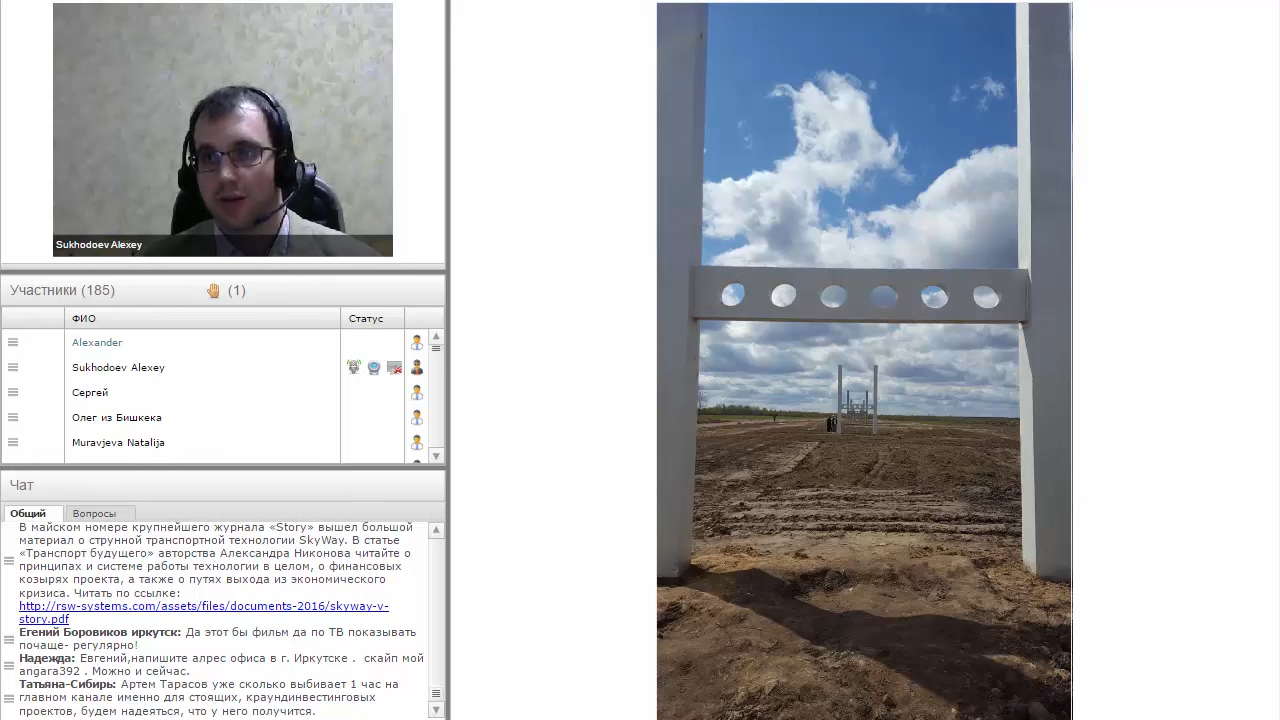 Sukhodoev Alexey
Участники (185)
(1)
ФИО
Статус
Alexander
Sukhodoev Alexey
Сергей
Олег из Бишкека
Muravjeva Natalija
Чат
Общий
Вопросы
В майском номере крупнейшего журнала «Story» вышел большой
материал о струнной транспортной технологии SkyWay. В статье
«Транспорт будущего» авторства Александра Никонова читайте о
принципах и системе работы технологии в целом, о финансовых
козырях проекта, а также о путях выхода из экономического
кризиса. Читать по ссылке:
http://rsw-systems.com/assets/files/documents-2016/skyway-v-
story.pdf
Егений Боровиков иркутск: Да этот бы фильм да по ТВ показывать
почаще- регулярно!
Надежда: Евгений,напишите алрес офиса в г. Иркутске . скайп мой
angara392 . Можно и сейчас.
Татьяна-Сибирь: Артем Тарасов уже сколько выбивает 1 час на
главном канале именно для стоящих, краундинвестинговых
проектов, будем надеяться, что у него получится.